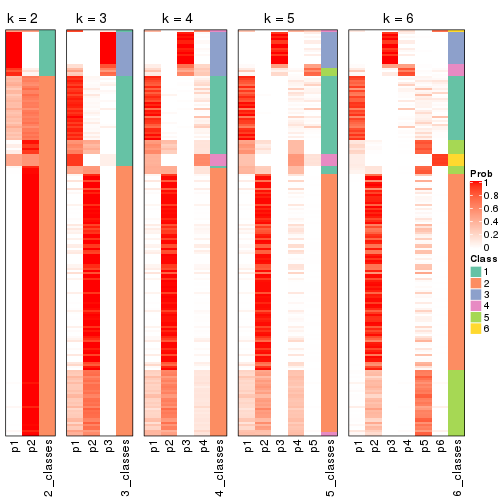 k = 2
k = 3
k = 4
k = 5
k = 6
p1
p2
2_classes
p1
p2
p3
3_classes
p1
p2
p3
p4
4_classes
p1
p2
p3
p4
p5
5_classes
p1
p2
p3
p4
p5
p6
6_classes
Prob
1
0.8
0.6
0.4
0.2
0
Class
1
2
3
4
5
6